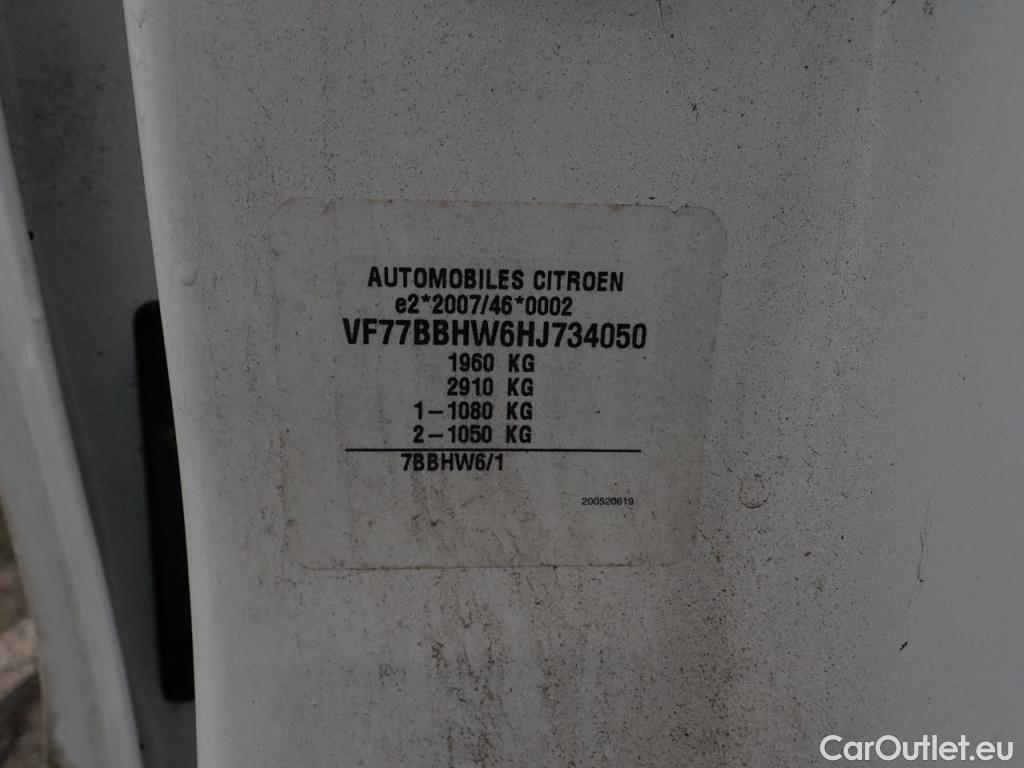 AUTOMOBILES CITROEN
e2*2007/46*0002
VF77BBHW6HJ734050
1960 KG
2910 KG
1-1080 KG
2-1050 KG
7BBHW6/1
200520619
CarOutlet.eu